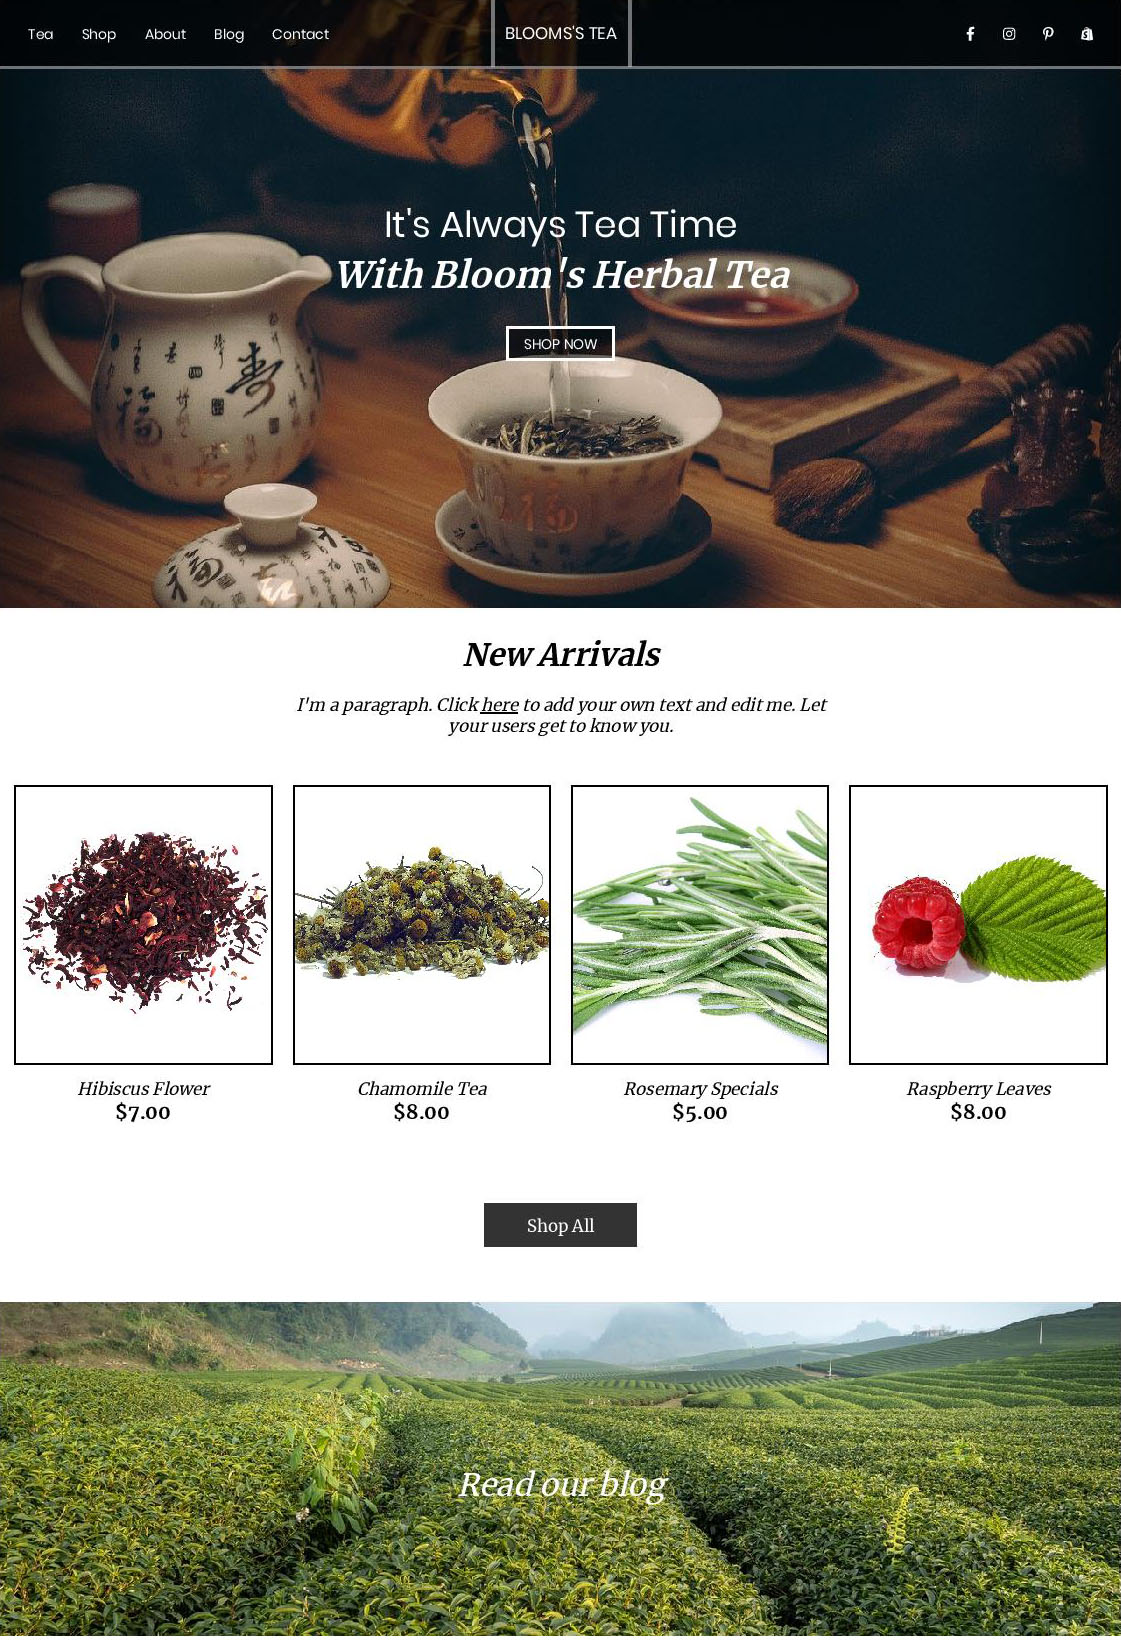 Tea Shop About Blog Contact
BLOOMS'S TEA
It's Always Tea Time
With Bloom's Herbal Tea
SHOP NOW
福
寿
福
New Arrivals
I'm a paragraph. Click here to add your own text and edit me. Let
your users get to know you.
Hibiscus Flower
$7.00
Chamomile Tea
$8.00
Rosemary Specials
$5.00
Raspberry Leaves
$8.00
Shop All
Read our blog